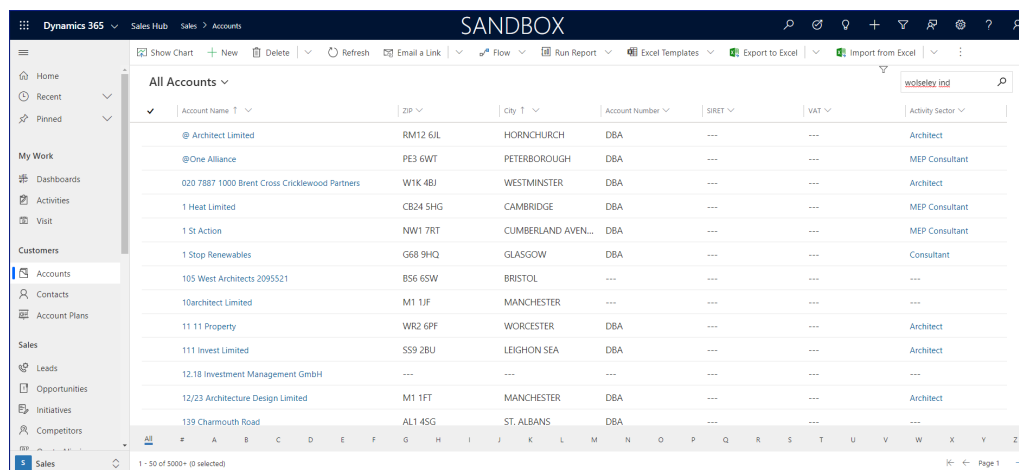 Dynamics 365 Sales Hub Sales > Accounts SANDBOX
Show Chart New Delete Refresh Email a Link Flow Run Report Excel Templates Export to Excel Import from Excel
Home
Recent
Pinned
My Work
Dashboards
Activities
Visit
Customers
Accounts
Contacts
Account Plans
Sales
Leads
Opportunities
Initiatives
Competitors
Sales
All Accounts wolseley ind
Account Name ZIP City Account Number SIRET VAT Activity Sector
@ Architect Limited RM12 6JL HORNCHURCH DBA --- --- Architect
@One Alliance PE3 6WT PETERBOROUGH DBA --- --- MEP Consultant
020 7887 1000 Brent Cross Cricklewood Partners W1K 4BJ WESTMINSTER DBA --- --- Architect
1 Heat Limited CB24 5HG CAMBRIDGE DBA --- --- MEP Consultant
1 St Action NW1 7RT CUMBERLAND AVEN... DBA --- --- MEP Consultant
1 Stop Renewables G68 9HQ GLASGOW DBA --- --- Consultant
105 West Architects 2095521 BS6 6SW BRISTOL --- --- --- ---
10architect Limited M1 1JF MANCHESTER DBA --- --- ---
11 11 Property WR2 6PF WORCESTER DBA --- --- Architect
111 Invest Limited SS9 2BU LEIGHON SEA DBA --- --- Architect
12.18 Investment Management GmbH --- --- --- --- --- ---
12/23 Architecture Design Limited M1 1FT MANCHESTER DBA --- --- Architect
139 Charmouth Road AL1 4SG ST. ALBANS DBA --- --- Architect
All # A B C D E F G H I J K L M N O P Q R S T U V W X Y Z
S Sales 1 - 50 of 5000+ (0 selected) Page 1